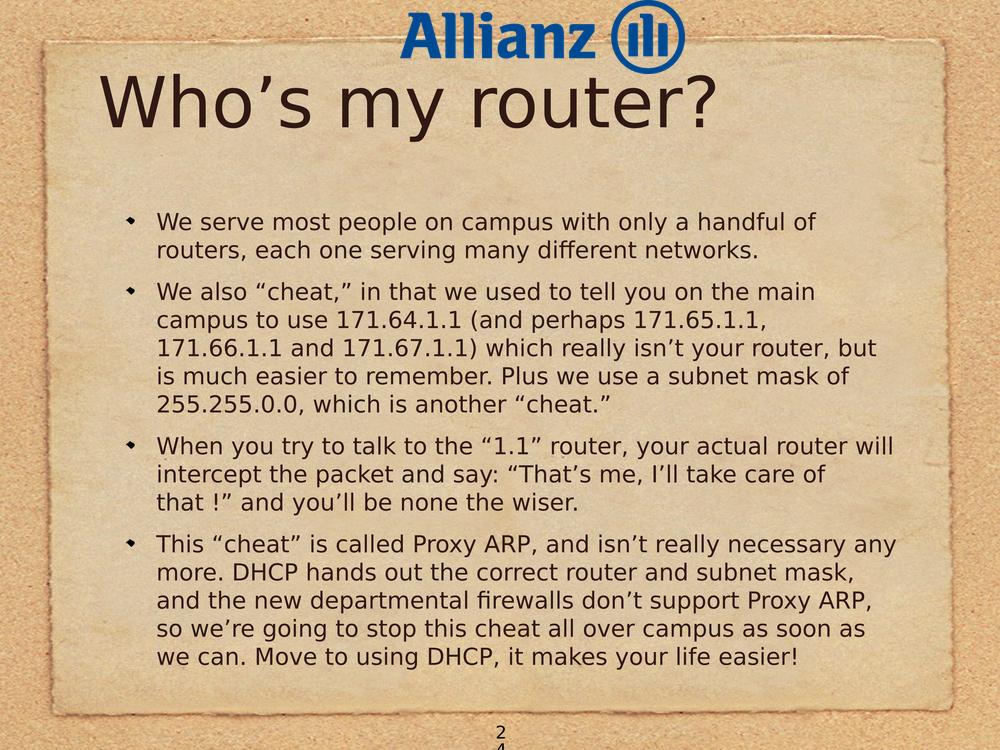 Allianz
Who’s my router?
We serve most people on campus with only a handful of
routers, each one serving many different networks.
We also “cheat,” in that we used to tell you on the main
campus to use 171.64.1.1 (and perhaps 171.65.1.1,
171.66.1.1 and 171.67.1.1) which really isn’t your router, but
is much easier to remember. Plus we use a subnet mask of
255.255.0.0, which is another “cheat.”
When you try to talk to the “1.1” router, your actual router will
intercept the packet and say: “That’s me, I’ll take care of
that !” and you’ll be none the wiser.
This “cheat” is called Proxy ARP, and isn’t really necessary any
more. DHCP hands out the correct router and subnet mask,
and the new departmental firewalls don’t support Proxy ARP,
so we’re going to stop this cheat all over campus as soon as
we can. Move to using DHCP, it makes your life easier!
2
4